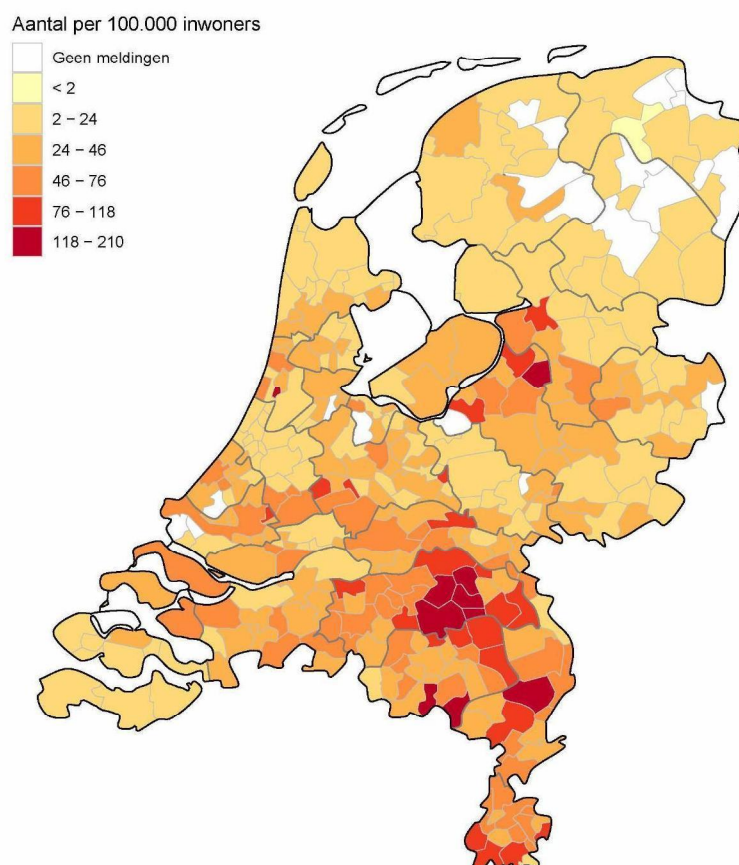 Aantal per 100.000 inwoners
Geen meldingen
< 2
2 – 24
24 – 46
46 – 76
76 – 118
118 – 210